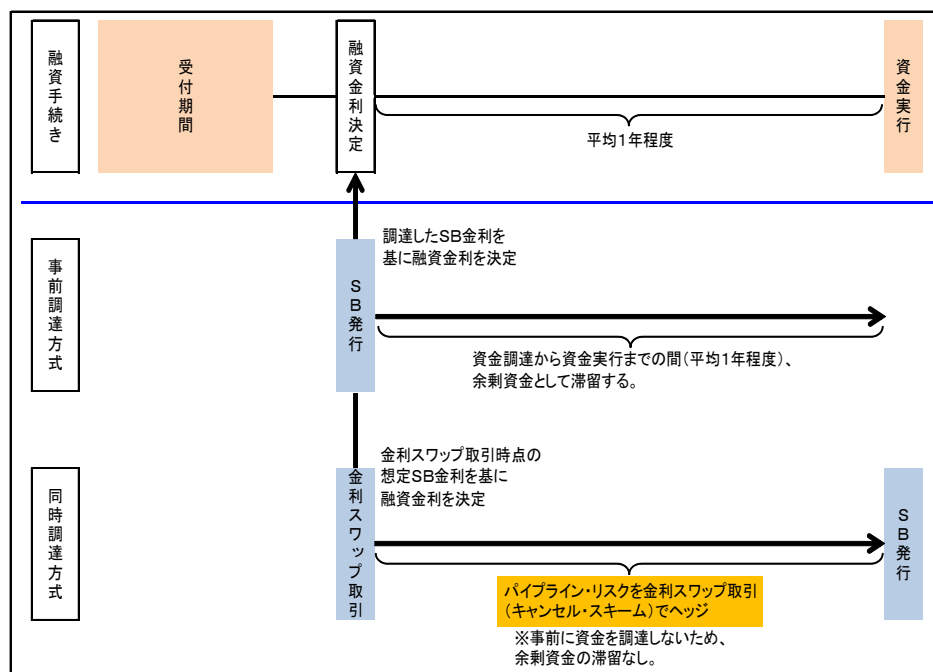 融資手続き
受付期間
融資金利決定
平均1年程度
資金実行
事前調達方式
SB発行
調達したSB金利を
基に融資金利を決定
資金調達から資金実行までの間(平均1年程度)、
余剰資金として滞留する。
同時調達方式
金利スワップ取引
金利スワップ取引時点の
想定SB金利を基に
融資金利を決定
SB発行
パイプライン・リスクを金利スワップ取引
(キャンセル・スキーム)でヘッジ
※事前に資金を調達しないため、
余剰資金の滞留なし。